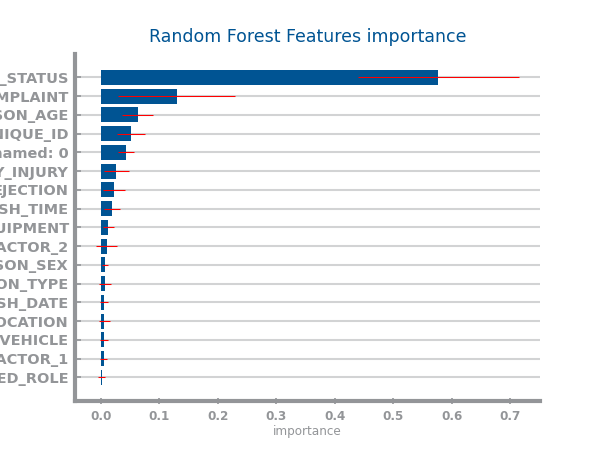 Random Forest Features importance
_STATUS
MPLAINT
SON_AGE
NIQUE_ID
named: 0
Y_INJURY
EJECTION
SH_TIME
UIPMENT
ACTOR_2
SON_SEX
ON_TYPE
SH_DATE
OCATION
VEHICLE
ACTOR_1
ED_ROLE
0.0 0.1 0.2 0.3 0.4 0.5 0.6 0.7
importance